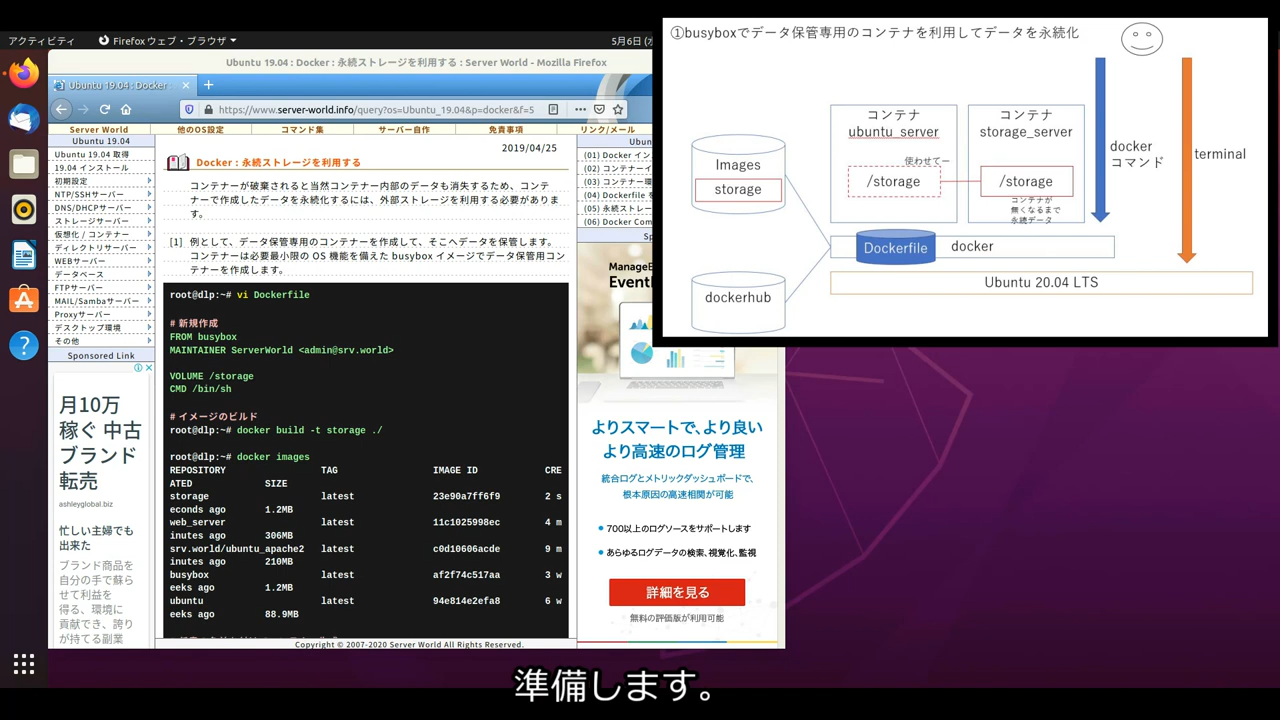 アクティビティ
Firefox ウェブ・ブラウザ
5月6日 (水
Ubuntu 19.04 : Docker : 永続ストレージを利用する : Server World - Mozilla Firefox
Ubuntu 19.04 : Docker :
https://www.server-world.info/query?os=Ubuntu_19.04&p=docker&f=5
Server World
他のOS設定
コマンド集
サーバー自作
免責事項
リンク/メール
Ubuntu 19.04
Ubuntu 19.04 取得
19.04 インストール
初期設定
NTP/SSHサーバー
DNS/DHCPサーバー
ストレージサーバー
仮想化 / コンテナー
ディレクトリサーバー
WEBサーバー
データベース
FTPサーバー
MAIL/Sambaサーバー
Proxyサーバー
デスクトップ環境
その他
Sponsored Link
月10万
稼ぐ 中古
ブランド
転売
ashleyglobal.biz
忙しい主婦でも
出来た
ブランド商品を
自分の手で蘇ら
せて利益を
得る、環境に
貢献でき、誇り
が持てる副業
2019/04/25
Docker : 永続ストレージを利用する
コンテナーが破棄されると当然コンテナー内部のデータも消失するため、コンテ
ナーで作成したデータを永続化するには、外部ストレージを利用する必要がありま
す。
[1] 例として、データ保管専用のコンテナーを作成して、そこへデータを保管します。
コンテナーは必要最小限の OS 機能を備えた busybox イメージでデータ保管用コン
テナーを作成します。
root@dlp:~# vi Dockerfile
# 新規作成
FROM busybox
MAINTAINER ServerWorld <admin@srv.world>
VOLUME /storage
CMD /bin/sh
# イメージのビルド
root@dlp:~# docker build -t storage ./
root@dlp:~# docker images
REPOSITORY TAG IMAGE ID CRE
ATED SIZE
storage latest 23e90a7ff6f9 2 s
econds ago 1.2MB
web_server latest 11c1025998ec 4 m
inutes ago 306MB
srv.world/ubuntu_apache2 latest c0d10606acde 9 m
inutes ago 210MB
busybox latest af2f74c517aa 3 w
eeks ago 1.2MB
ubuntu latest 94e814e2efa8 6 w
eeks ago 88.9MB
Copyright © 2007-2020 Server World All Rights Reserved.
Ubun
(01) Docker イン
(02) コンテナーイ
(03) コンテナー環
(04) Dockerfile を
(05) 永続ストレー
(06) Docker Com
Sp
ManageE
Event
よりスマートで、より良い
より高速のログ管理
統合ログとメトリックダッシュボードで、
根本原因の高速相関が可能
700以上のログソースをサポートします
あらゆるログデータの検索、視覚化、監視
詳細を見る
無料の評価版が利用可能
①busyboxでデータ保管専用のコンテナを利用してデータを永続化
コンテナ
ubuntu_server
コンテナ
storage_server
使わせてー
/storage
/storage
コンテナが
無くなるまで
永続データ
docker
コマンド
terminal
Images
storage
dockerhub
Dockerfile
docker
Ubuntu 20.04 LTS
準備します。